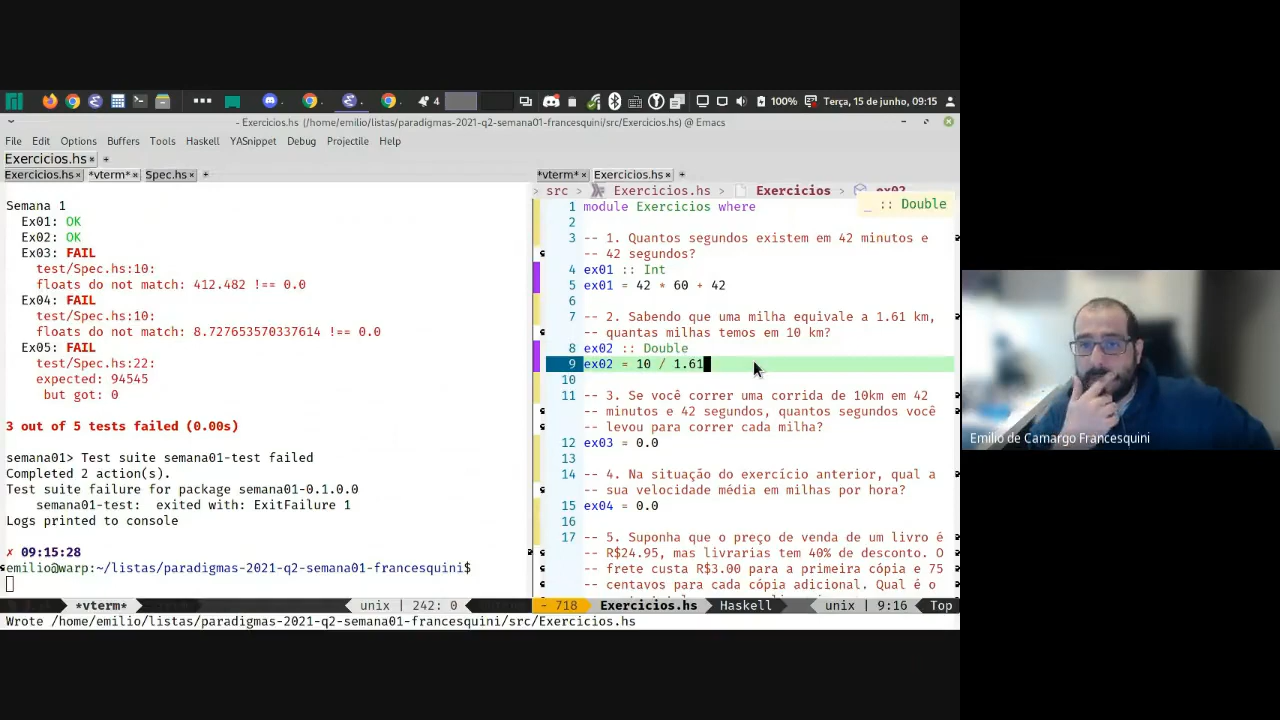 4
100%
Terça, 15 de junho, 09:15
- Exercicios.hs (/home/emilio/listas/paradigmas-2021-q2-semana01-francesquini/src/Exercicios.hs) @ Emacs
File Edit Options Buffers Tools Haskell YASnippet Debug Projectile Help
Exercicios.hs × +
Exercicios.hs × *vterm* × Spec.hs × +
Semana 1
Ex01: OK
Ex02: OK
Ex03: FAIL
test/Spec.hs:10:
floats do not match: 412.482 !== 0.0
Ex04: FAIL
test/Spec.hs:10:
floats do not match: 8.727653570337614 !== 0.0
Ex05: FAIL
test/Spec.hs:22:
expected: 94545
but got: 0
3 out of 5 tests failed (0.00s)
semana01> Test suite semana01-test failed
Completed 2 action(s).
Test suite failure for package semana01-0.1.0.0
semana01-test: exited with: ExitFailure 1
Logs printed to console
✗ 09:15:28
emilio@warp:~/listas/paradigmas-2021-q2-semana01-francesquini$
*vterm* unix | 242: 0
*vterm* × Exercicios.hs × +
> src > Exercicios.hs > Exercicios > ex02
_ :: Double
1 module Exercicios where
2
3 -- 1. Quantos segundos existem em 42 minutos e
-- 42 segundos?
4 ex01 :: Int
5 ex01 = 42 * 60 + 42
6
7 -- 2. Sabendo que uma milha equivale a 1.61 km,
-- quantas milhas temos em 10 km?
8 ex02 :: Double
9 ex02 = 10 / 1.61
10
11 -- 3. Se você correr uma corrida de 10km em 42
-- minutos e 42 segundos, quantos segundos você
-- levou para correr cada milha?
12 ex03 = 0.0
13
14 -- 4. Na situação do exercício anterior, qual a
-- sua velocidade média em milhas por hora?
15 ex04 = 0.0
16
17 -- 5. Suponha que o preço de venda de um livro é
-- R$24.95, mas livrarias tem 40% de desconto. O
-- frete custa R$3.00 para a primeira cópia e 75
-- centavos para cada cópia adicional. Qual é o
- 718 Exercicios.hs Haskell unix | 9:16 Top
Wrote /home/emilio/listas/paradigmas-2021-q2-semana01-francesquini/src/Exercicios.hs
Emilio de Camargo Francesquini